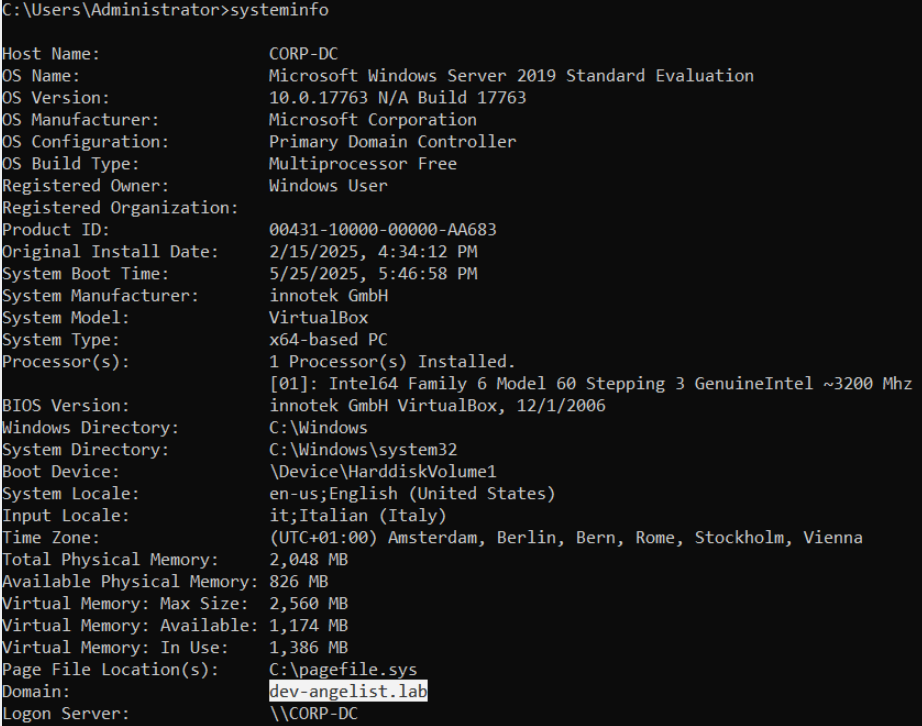 C:\Users\Administrator>systeminfo
Host Name: CORP-DC
OS Name: Microsoft Windows Server 2019 Standard Evaluation
OS Version: 10.0.17763 N/A Build 17763
OS Manufacturer: Microsoft Corporation
OS Configuration: Primary Domain Controller
OS Build Type: Multiprocessor Free
Registered Owner: Windows User
Registered Organization:
Product ID: 00431-10000-00000-AA683
Original Install Date: 2/15/2025, 4:34:12 PM
System Boot Time: 5/25/2025, 5:46:58 PM
System Manufacturer: innotek GmbH
System Model: VirtualBox
System Type: x64-based PC
Processor(s): 1 Processor(s) Installed.
[01]: Intel64 Family 6 Model 60 Stepping 3 GenuineIntel ~3200 Mhz
BIOS Version: innotek GmbH VirtualBox, 12/1/2006
Windows Directory: C:\Windows
System Directory: C:\Windows\system32
Boot Device: \Device\HarddiskVolume1
System Locale: en-us;English (United States)
Input Locale: it;Italian (Italy)
Time Zone: (UTC+01:00) Amsterdam, Berlin, Bern, Rome, Stockholm, Vienna
Total Physical Memory: 2,048 MB
Available Physical Memory: 826 MB
Virtual Memory: Max Size: 2,560 MB
Virtual Memory: Available: 1,174 MB
Virtual Memory: In Use: 1,386 MB
Page File Location(s): C:\pagefile.sys
Domain: dev-angelist.lab
Logon Server: \\CORP-DC